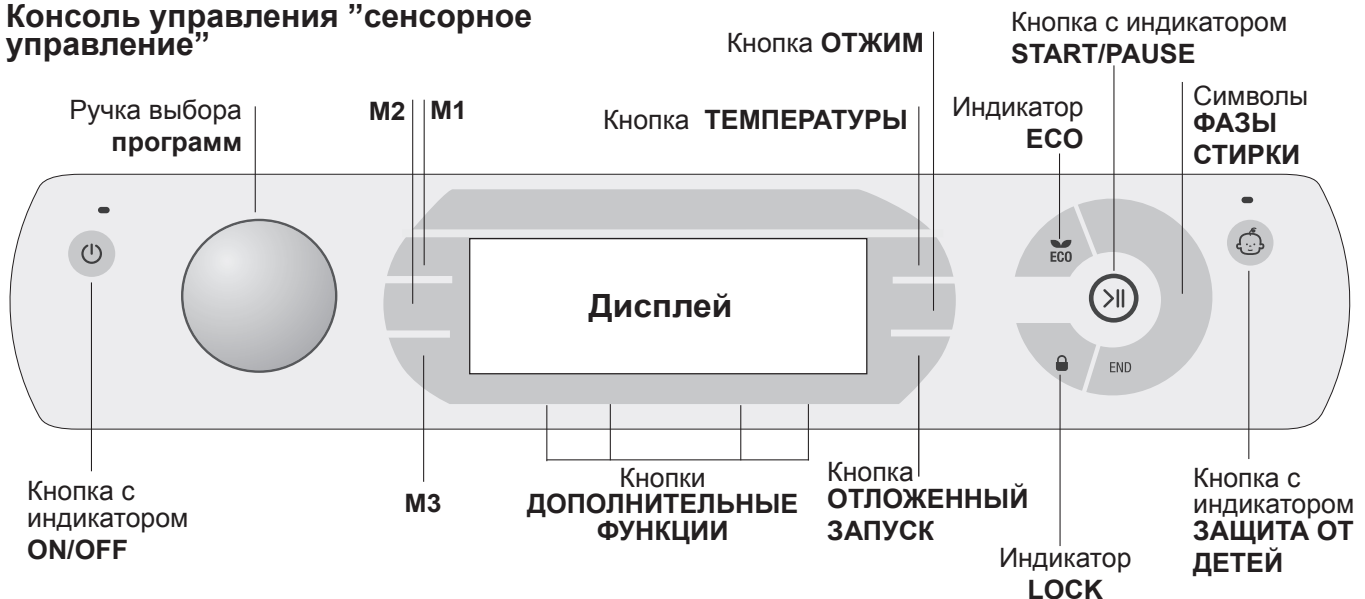 Консоль управления ”сенсорное
управление”
Кнопка ОТЖИМ
Кнопка с индикатором
START/PAUSE
Ручка выбора
программ
M2
M1
Кнопка ТЕМПЕРАТУРЫ
Индикатор
ECO
Символы
ФАЗЫ
СТИРКИ
ECO
Дисплей
END
Кнопка с
индикатором
ON/OFF
M3
Кнопки
ДОПОЛНИТЕЛЬНЫЕ
ФУНКЦИИ
Кнопка
ОТЛОЖЕННЫЙ
ЗАПУСК
Индикатор
LOCK
Кнопка с
индикатором
ЗАЩИТА ОТ
ДЕТЕЙ